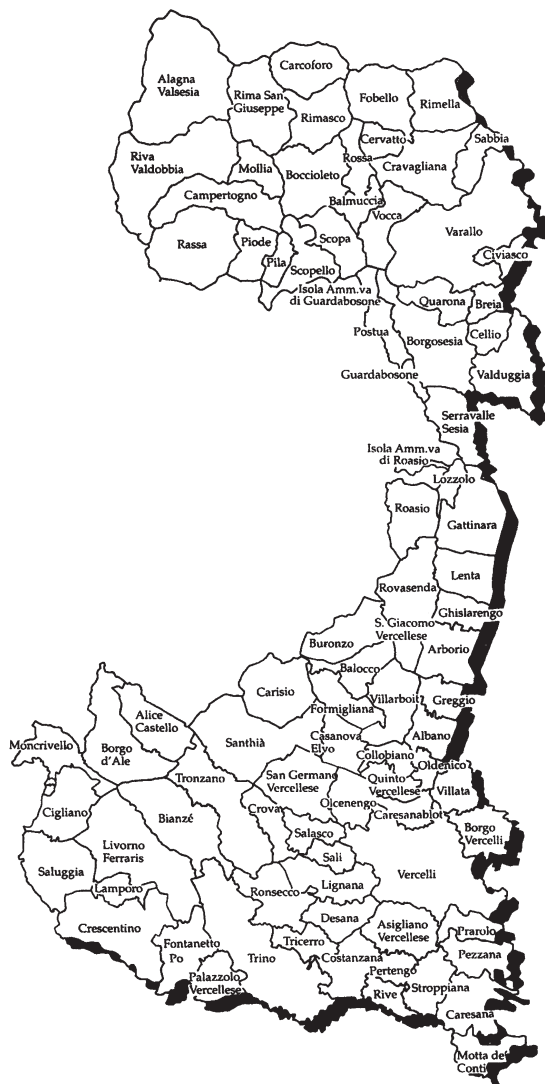 Carcoforo
Alagna
Valsesia
Rima San
Giuseppe
Fobello
Rimella
Rimasco
Sabbia
Cervatto
Rossa
Riva
Valdobbia
Mollia
Boccioleto
Cravagliana
Campertogno
Balmuccia
Vocca
Varallo
Rassa
Piode
Scopa
Civiasco
Pila
Scopello
Isola Amm.va
di Guardabosone
Quarona
Breia
Postua
Borgosesia
Cellio
Guardabosone
Valduggia
Serravalle
Sesia
Isola Amm.va
di Roasio
Lozzolo
Roasio
Gattinara
Lenta
Rovasenda
Ghislarengo
S. Giacomo
Vercellese
Buronzo
Arborio
Balocco
Carisio
Villarboit
Greggio
Formigliana
Alice
Castello
Santhià
Casanova
Elvo
Albano
Moncrivello
Borgo
d'Ale
Collobiano
Oldenico
Tronzano
San Germano
Vercellese
Quinto
Vercellese
Villata
Cigliano
Bianzé
Crova
Olcenengo
Caresanablot
Borgo
Vercelli
Salasco
Livorno
Ferraris
Sali
Saluggia
Vercelli
Lamporo
Ronsecco
Lignana
Crescentino
Desana
Asigliano
Vercellese
Prarolo
Fontanetto
Po
Tricerro
Trino
Costanzana
Pezzana
Pertengo
Palazzolo
Vercellese
Rive
Stroppiana
Caresana
Motta de'
Conti